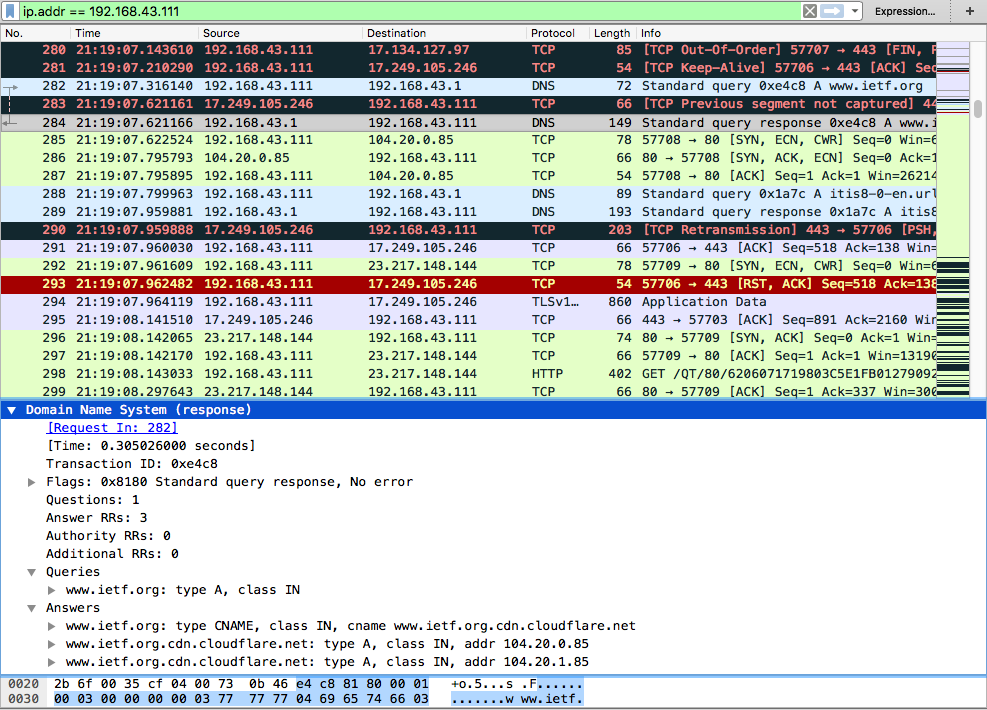 ip.addr == 192.168.43.111 Expression... +
No. Time Source Destination Protocol Length Info
280 21:19:07.143610 192.168.43.111 17.134.127.97 TCP 85 [TCP Out-Of-Order] 57707 → 443 [FIN,
281 21:19:07.210290 192.168.43.111 17.249.105.246 TCP 54 [TCP Keep-Alive] 57706 → 443 [ACK] Sec
282 21:19:07.316140 192.168.43.111 192.168.43.1 DNS 72 Standard query 0xe4c8 A www.ietf.org
283 21:19:07.621161 17.249.105.246 192.168.43.111 TCP 66 [TCP Previous segment not captured] 44
284 21:19:07.621166 192.168.43.1 192.168.43.111 DNS 149 Standard query response 0xe4c8 A www.i
285 21:19:07.622524 192.168.43.111 104.20.0.85 TCP 78 57708 → 80 [SYN, ECN, CWR] Seq=0 Win=6
286 21:19:07.795793 104.20.0.85 192.168.43.111 TCP 66 80 → 57708 [SYN, ACK, ECN] Seq=0 Ack=1
287 21:19:07.795895 192.168.43.111 104.20.0.85 TCP 54 57708 → 80 [ACK] Seq=1 Ack=1 Win=26214
288 21:19:07.799963 192.168.43.111 192.168.43.1 DNS 89 Standard query 0x1a7c A itis8-0-en.url
289 21:19:07.959881 192.168.43.1 192.168.43.111 DNS 193 Standard query response 0x1a7c A itis8
290 21:19:07.959888 17.249.105.246 192.168.43.111 TCP 203 [TCP Retransmission] 443 → 57706 [PSH,
291 21:19:07.960030 192.168.43.111 17.249.105.246 TCP 66 57706 → 443 [ACK] Seq=518 Ack=138 Win=
292 21:19:07.961609 192.168.43.111 23.217.148.144 TCP 78 57709 → 80 [SYN, ECN, CWR] Seq=0 Win=6
293 21:19:07.962482 192.168.43.111 17.249.105.246 TCP 54 57706 → 443 [RST, ACK] Seq=518 Ack=138
294 21:19:07.964119 192.168.43.111 17.249.105.246 TLSv1... 860 Application Data
295 21:19:08.141510 17.249.105.246 192.168.43.111 TCP 66 443 → 57703 [ACK] Seq=891 Ack=2160 Win=
296 21:19:08.142065 23.217.148.144 192.168.43.111 TCP 74 80 → 57709 [SYN, ACK] Seq=0 Ack=1 Win=
297 21:19:08.142170 192.168.43.111 23.217.148.144 TCP 66 57709 → 80 [ACK] Seq=1 Ack=1 Win=13190
298 21:19:08.143033 192.168.43.111 23.217.148.144 HTTP 402 GET /QT/80/6206071719803C5E1FB01279092
299 21:19:08.297643 23.217.148.144 192.168.43.111 TCP 66 80 → 57709 [ACK] Seq=1 Ack=337 Win=300
Domain Name System (response)
[Request In: 282]
[Time: 0.305026000 seconds]
Transaction ID: 0xe4c8
Flags: 0x8180 Standard query response, No error
Questions: 1
Answer RRs: 3
Authority RRs: 0
Additional RRs: 0
Queries
www.ietf.org: type A, class IN
Answers
www.ietf.org: type CNAME, class IN, cname www.ietf.org.cdn.cloudflare.net
www.ietf.org.cdn.cloudflare.net: type A, class IN, addr 104.20.0.85
www.ietf.org.cdn.cloudflare.net: type A, class IN, addr 104.20.1.85
0020 2b 6f 00 35 cf 04 00 73 0b 46 e4 c8 81 80 00 01 +o.5...s .F......
0030 00 03 00 00 00 00 03 77 77 77 04 69 65 74 66 03 .......w ww.ietf.